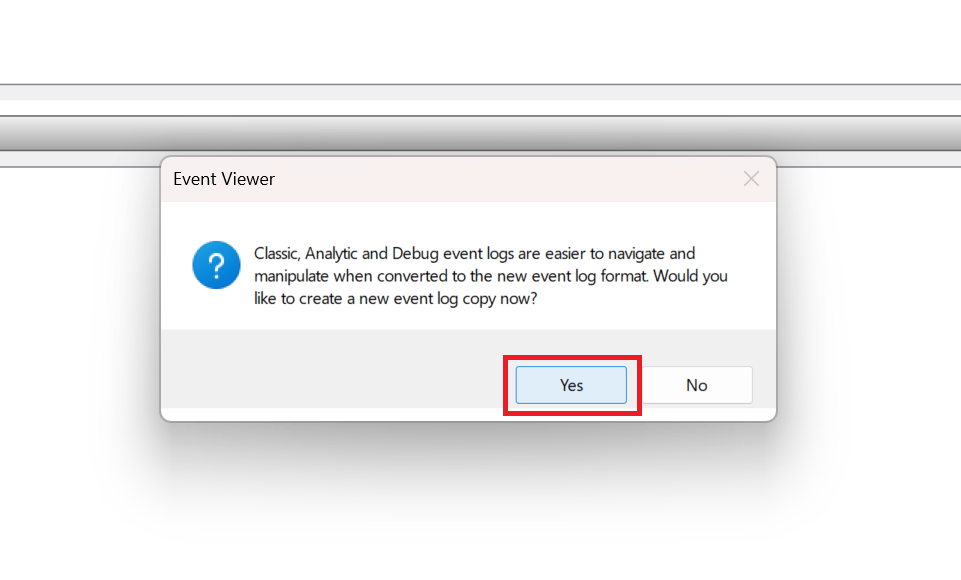 Event Viewer
Classic, Analytic and Debug event logs are easier to navigate and
manipulate when converted to the new event log format. Would you
like to create a new event log copy now?
Yes
No